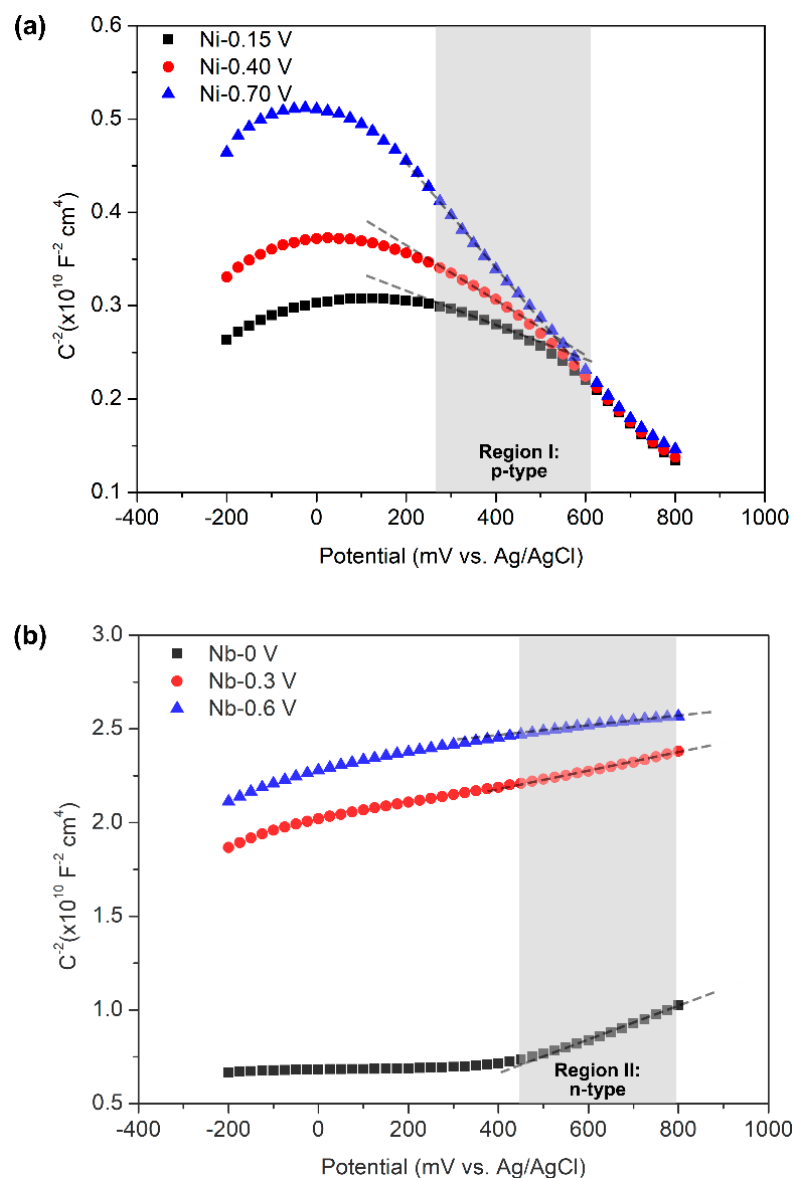 (a)
Ni-0.15 V
Ni-0.40 V
Ni-0.70 V
0.6
0.5
0.4
0.3
0.2
0.1
C⁻²(x10¹⁰ F⁻² cm⁴)
Region I:
p-type
-400 -200 0 200 400 600 800 1000
Potential (mV vs. Ag/AgCl)
(b)
Nb-0 V
Nb-0.3 V
Nb-0.6 V
3.0
2.5
2.0
1.5
1.0
0.5
C⁻²(x10¹⁰ F⁻² cm⁴)
Region II:
n-type
-400 -200 0 200 400 600 800 1000
Potential (mV vs. Ag/AgCl)